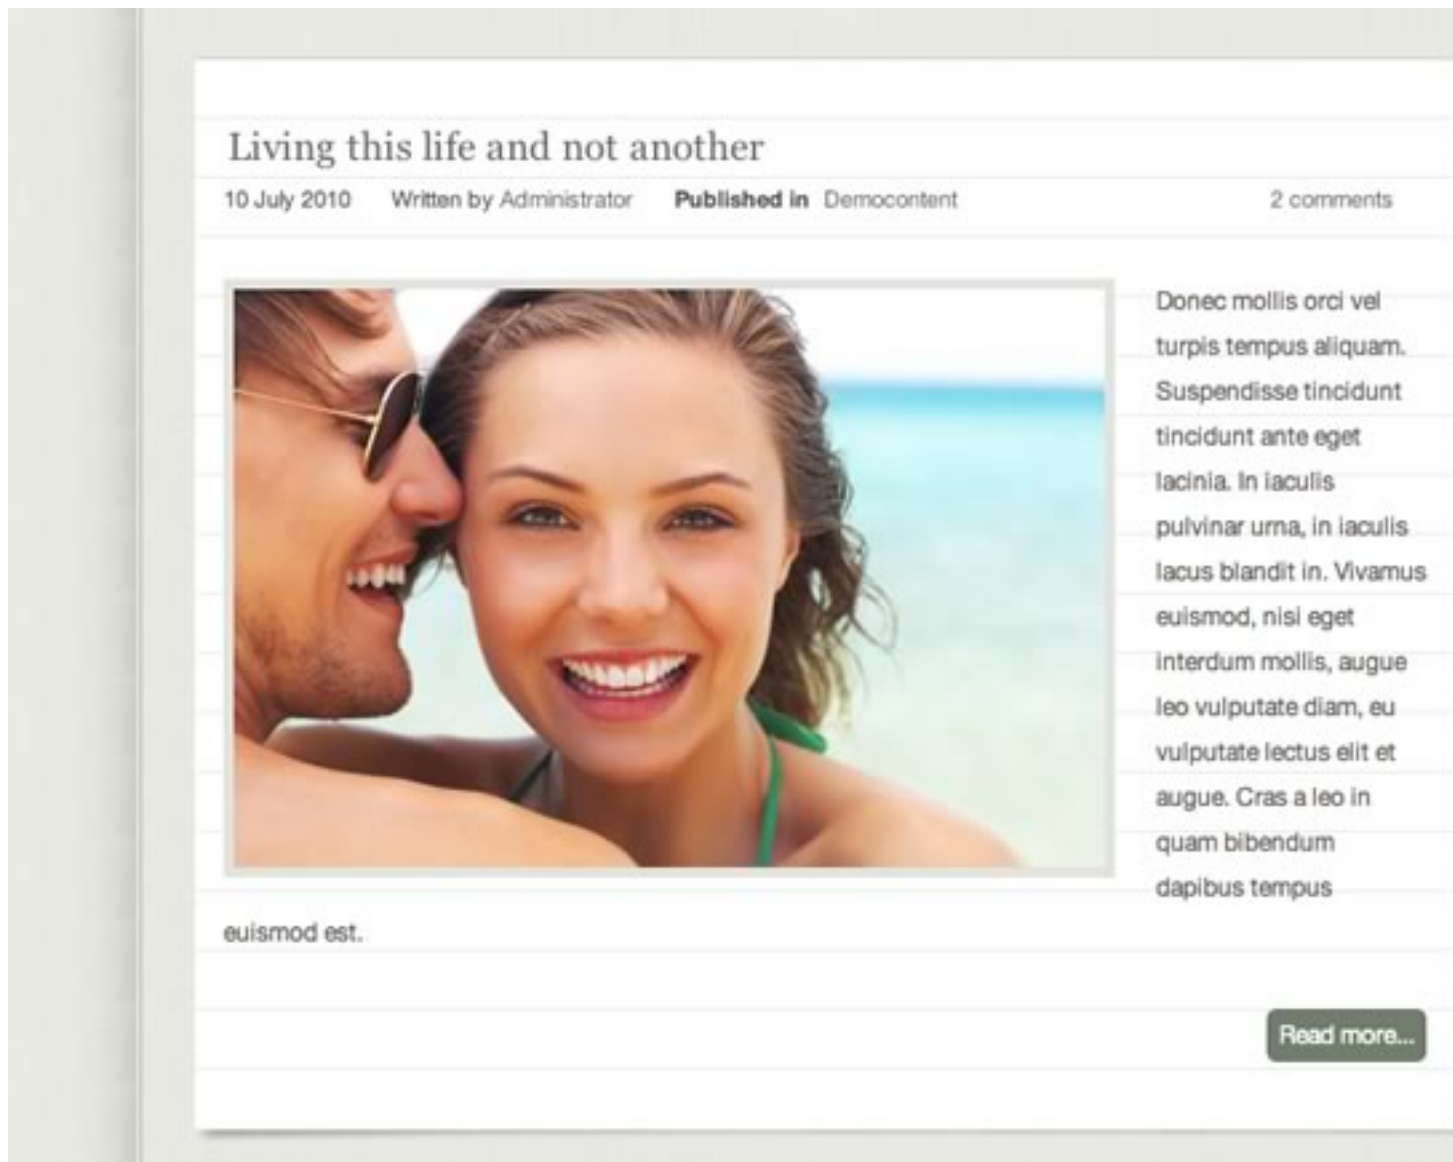 Living this life and not another
10 July 2010 Written by Administrator Published in Democontent 2 comments
Donec mollis orci vel
turpis tempus aliquam.
Suspendisse tincidunt
tincidunt ante eget
lacinia. In iaculis
pulvinar urna, in iaculis
lacus blandit in. Vivamus
euismod, nisi eget
interdum mollis, augue
leo vulputate diam, eu
vulputate lectus elit et
augue. Cras a leo in
quam bibendum
dapibus tempus
euismod est.
Read more...